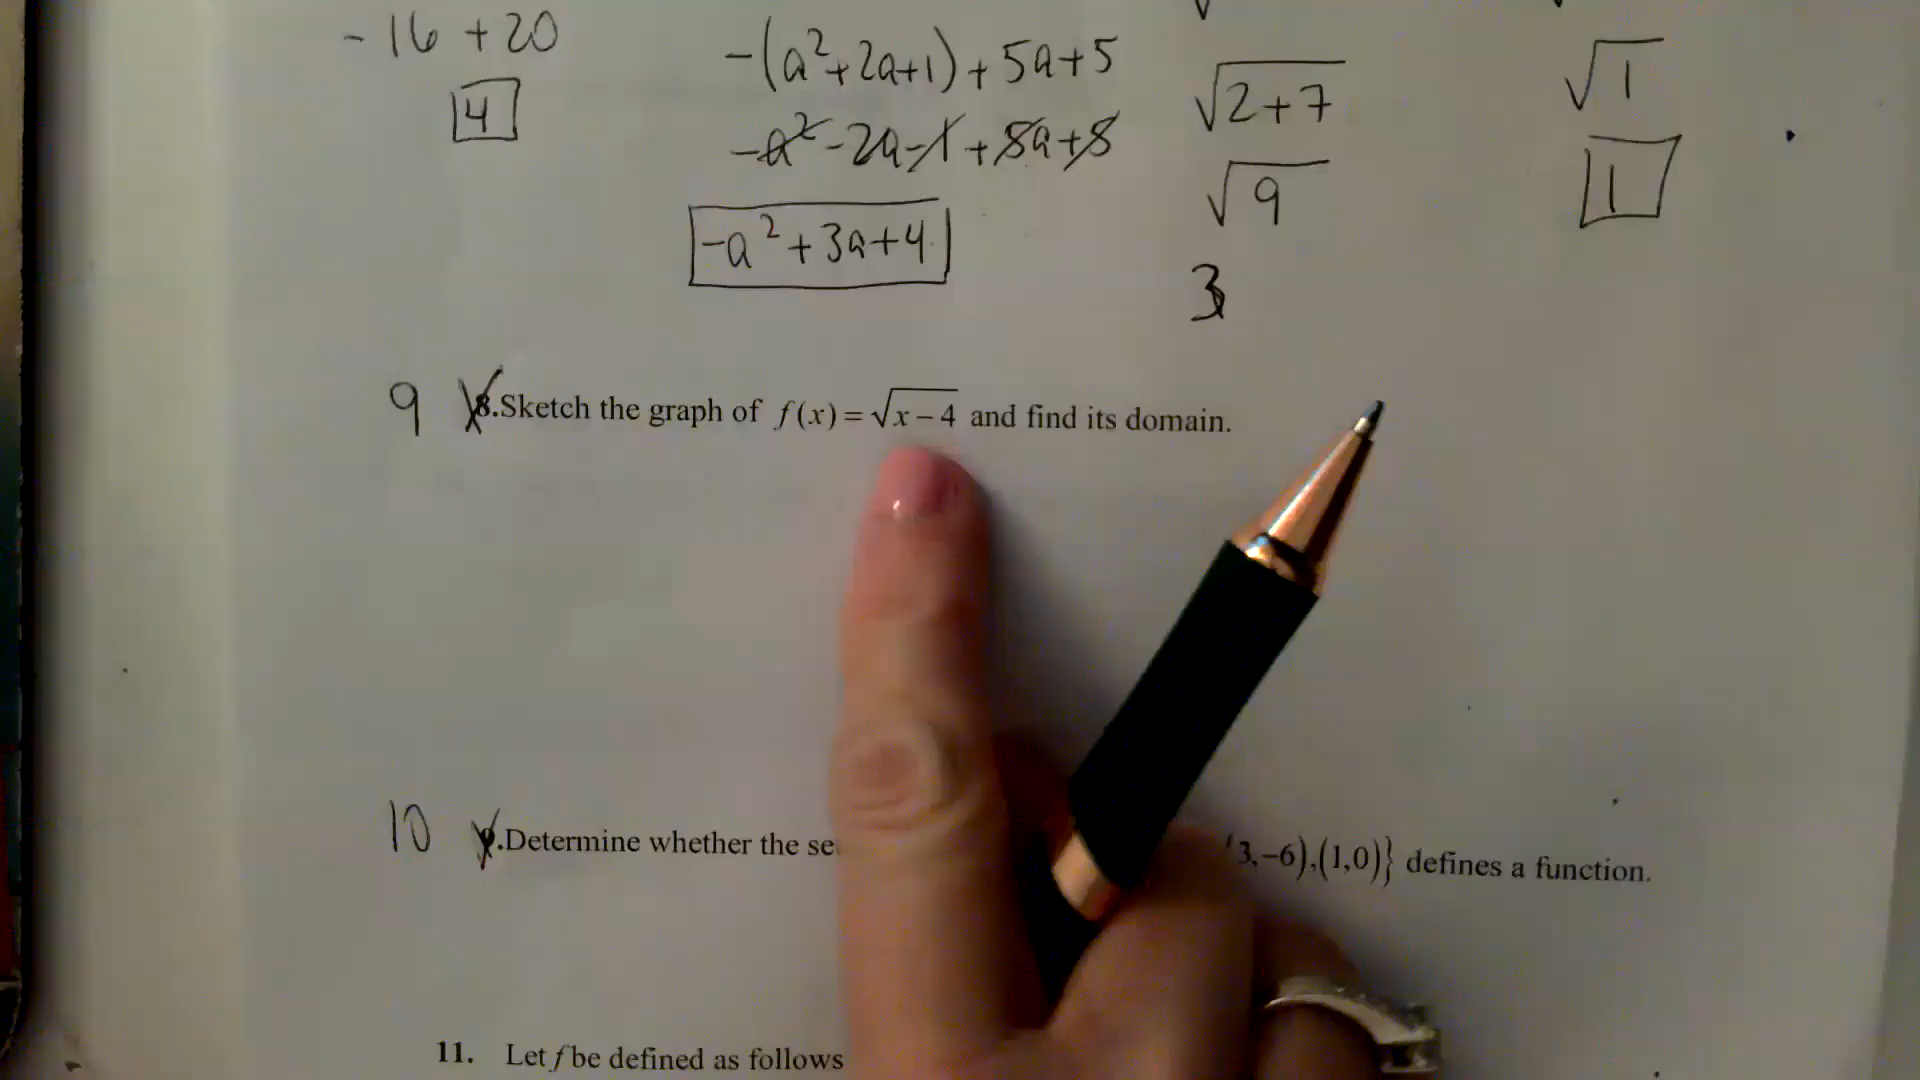 -16 +20
4
-(a²+2a+1)+5a+5
-a²-2a-1+5a+5
-a²+3a+4
√2+7
√9
3
√1
1
9 8.Sketch the graph of f(x)=√x-4 and find its domain.
10 9.Determine whether the 3,-6),(1,0)} defines a function.
11. Let f be defined as follows